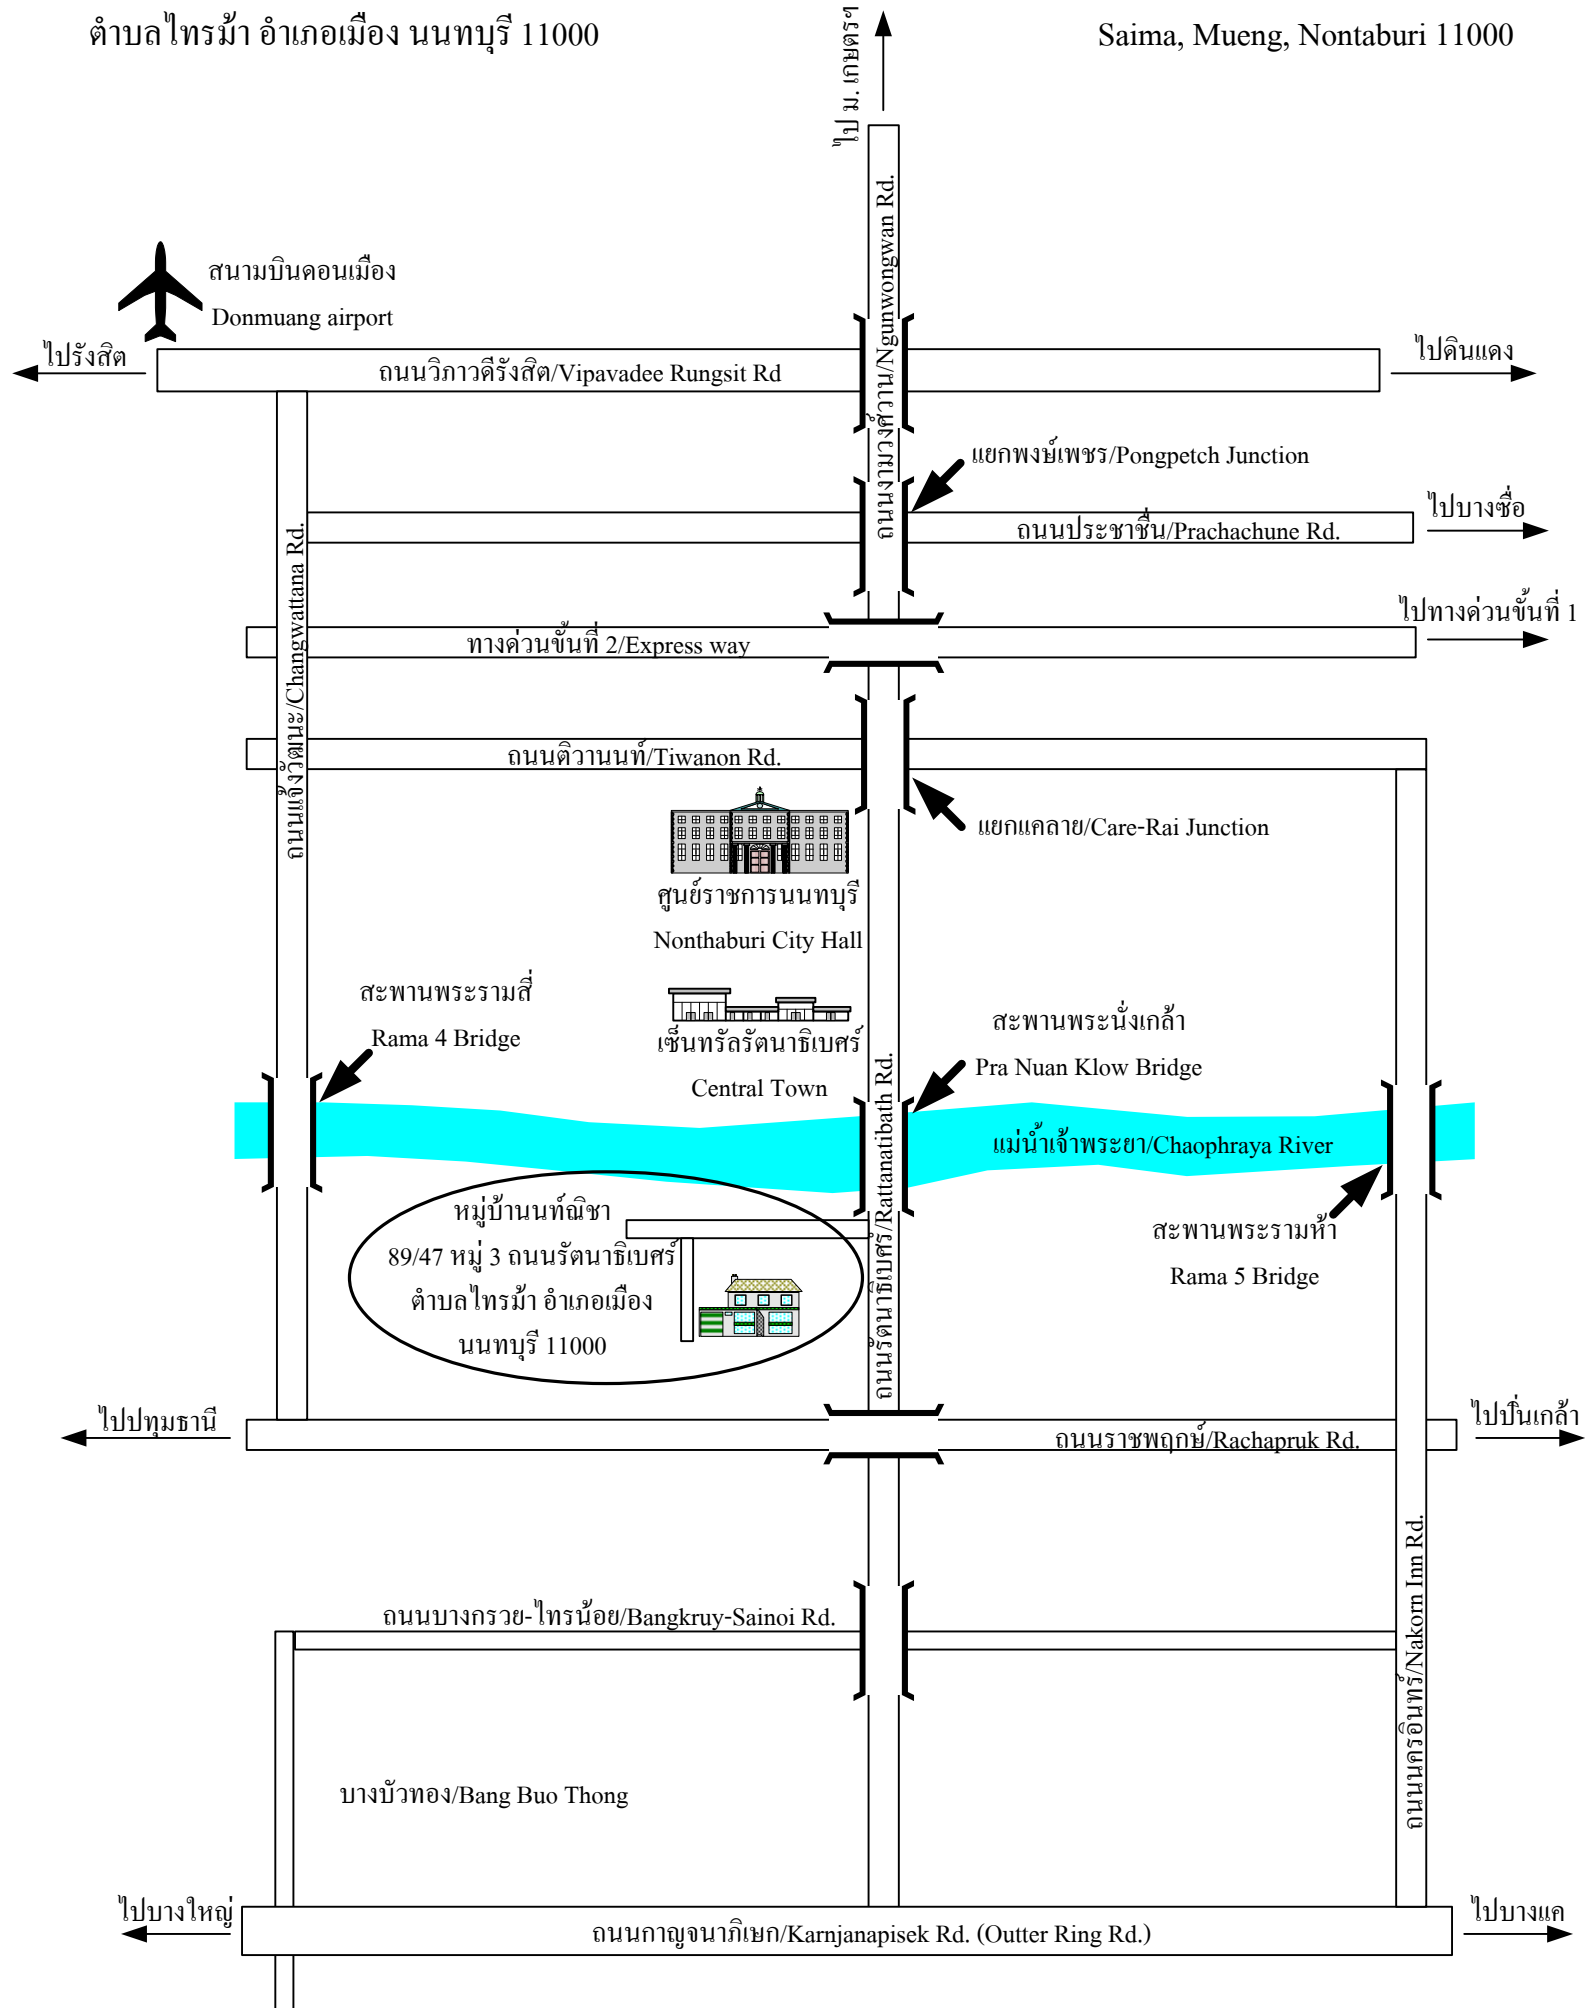 ตำบลไทรม้า อำเภอเมือง นนทบุรี 11000
Saima, Mueng, Nontaburi 11000
ไป ม. เกษตรฯ
ถนนงามวงศ์วาน/Ngunwongwan Rd.
สนามบินดอนเมือง
Donmuang airport
ไปรังสิต
ถนนวิภาวดีรังสิต/Vipavadee Rungsit Rd
ไปดินแดง
แยกพงษ์เพชร/Pongpetch Junction
ถนนประชาชื่น/Prachachune Rd.
ไปบางซื่อ
ถนนแจ้งวัฒนะ/Changwattana Rd.
ทางด่วนขั้นที่ 2/Express way
ไปทางด่วนขั้นที่ 1
ถนนติวานนท์/Tiwanon Rd.
แยกแคลาย/Care-Rai Junction
ศูนย์ราชการนนทบุรี
Nonthaburi City Hall
สะพานพระรามสี่
Rama 4 Bridge
เซ็นทรัลรัตนาธิเบศร์
Central Town
สะพานพระนั่งเกล้า
Pra Nuan Klow Bridge
ถนนรัตนาธิเบศร์/Rattanatibath Rd.
แม่น้ำเจ้าพระยา/Chaophraya River
หมู่บ้านนท์ณิชา
89/47 หมู่ 3 ถนนรัตนาธิเบศร์
ตำบลไทรม้า อำเภอเมือง
นนทบุรี 11000
สะพานพระรามห้า
Rama 5 Bridge
ไปปทุมธานี
ถนนราชพฤกษ์/Rachapruk Rd.
ไปปิ่นเกล้า
ถนนบางกรวย-ไทรน้อย/Bangkruy-Sainoi Rd.
ถนนนครอินทร์/Nakorn Inn Rd.
บางบัวทอง/Bang Buo Thong
ไปบางใหญ่
ถนนกาญจนาภิเษก/Karnjanapisek Rd. (Outter Ring Rd.)
ไปบางแค